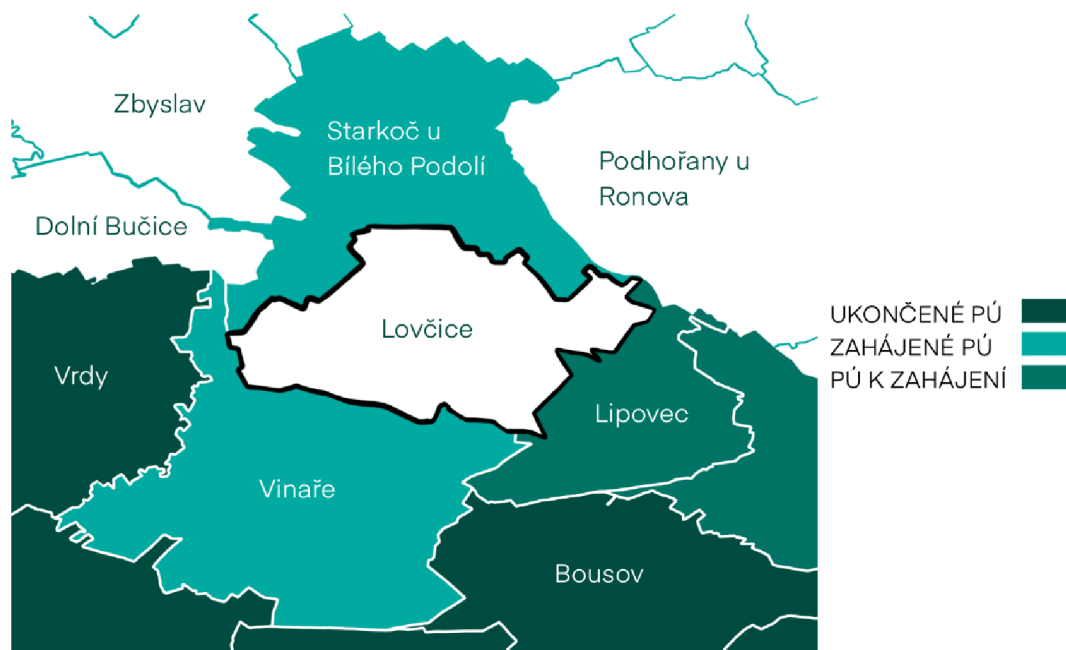 Zbyslav
Starkoč u
Bílého Podolí
Podhořany u
Ronova
Dolní Bučice
Lovčice
Vrdy
Lipovec
Vinaře
Bousov
UKONČENÉ PÚ
ZAHÁJENÉ PÚ
PÚ K ZAHÁJENÍ